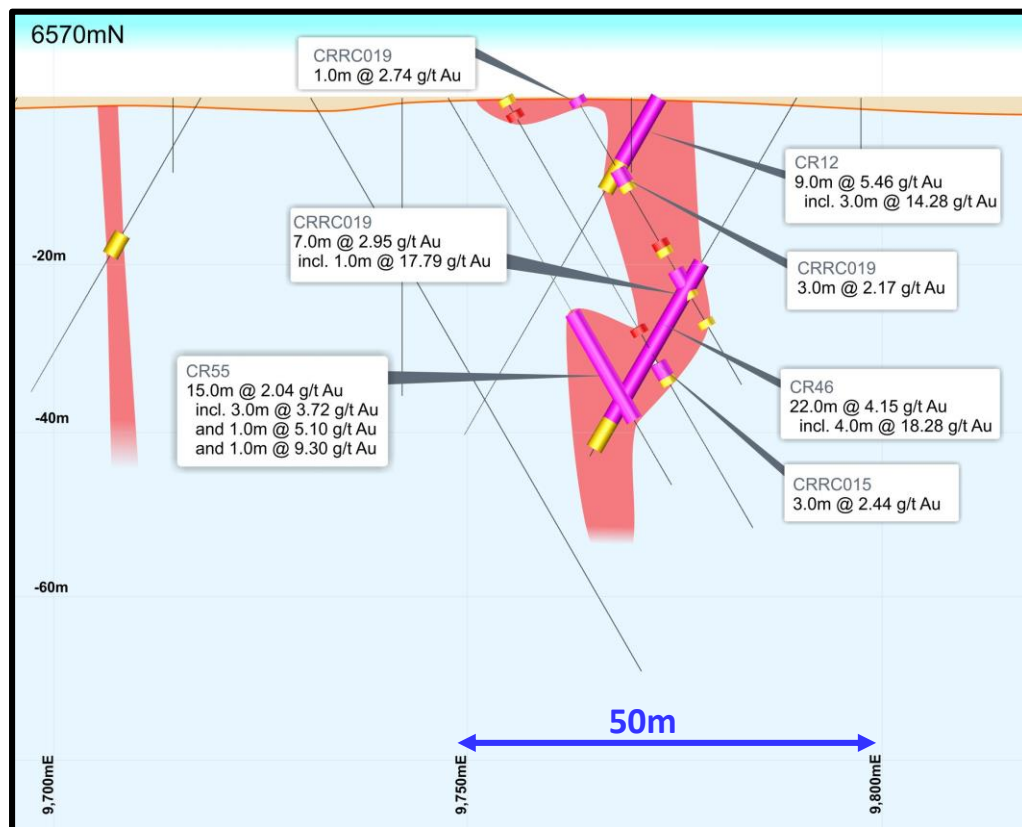 6570mN
CRRC019
1.0m @ 2.74 g/t Au
CR12
9.0m @ 5.46 g/t Au
incl. 3.0m @ 14.28 g/t Au
CRRC019
7.0m @ 2.95 g/t Au
incl. 1.0m @ 17.79 g/t Au
-20m
CRRC019
3.0m @ 2.17 g/t Au
CR55
15.0m @ 2.04 g/t Au
incl. 3.0m @ 3.72 g/t Au
and 1.0m @ 5.10 g/t Au
and 1.0m @ 9.30 g/t Au
CR46
22.0m @ 4.15 g/t Au
incl. 4.0m @ 18.28 g/t Au
-40m
CRRC015
3.0m @ 2.44 g/t Au
-60m
50m
9,700mE
9,750mE
9,800mE